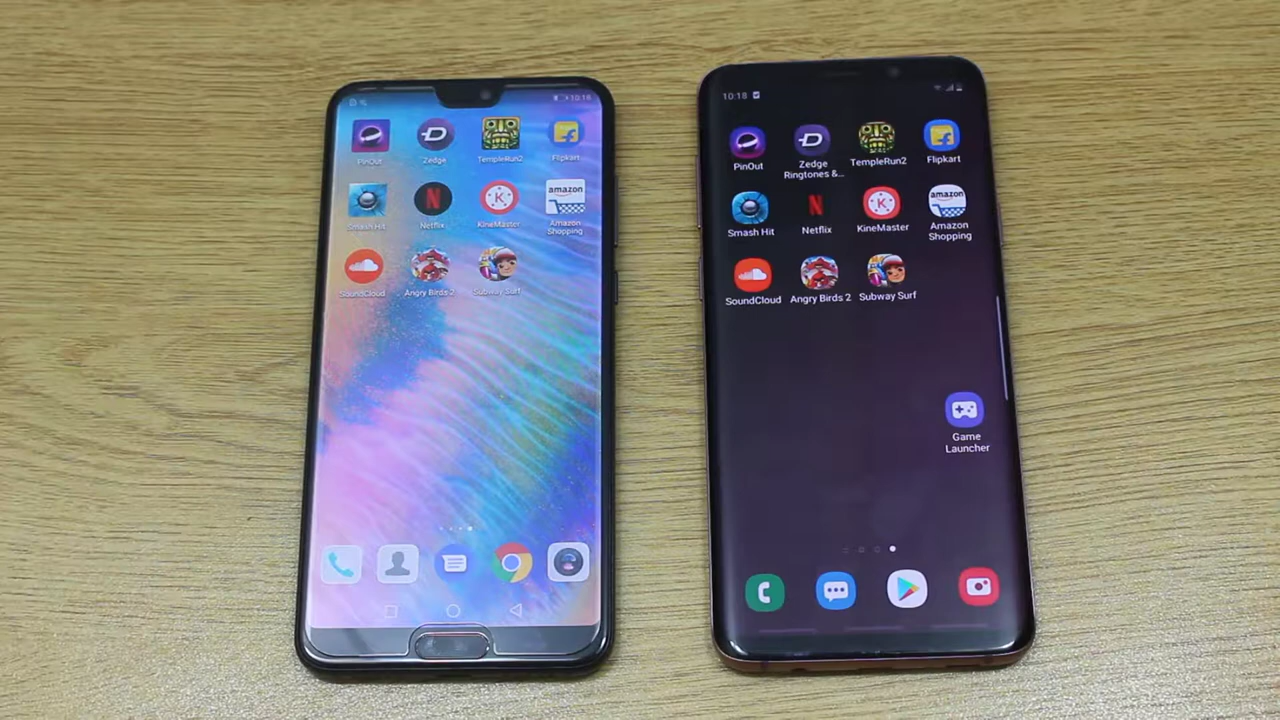 10:18
PinOut
Zedge
TempleRun2
Flipkart
amazon
Smash Hit
Netflix
KineMaster
Amazon
Shopping
SoundCloud
Angry Birds 2
Subway Surf
10:18
PinOut
Zedge
Ringtones &...
TempleRun2
Flipkart
amazon
Smash Hit
Netflix
KineMaster
Amazon
Shopping
SoundCloud
Angry Birds 2
Subway Surf
Game
Launcher